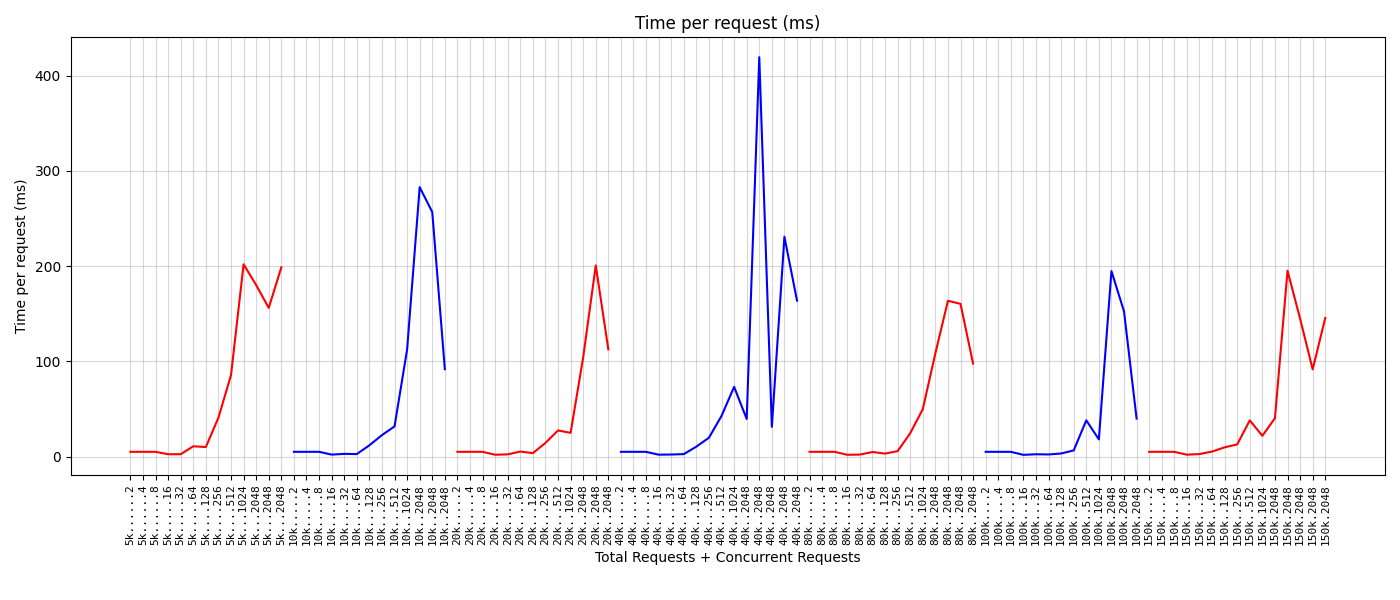 Time per request (ms)
Time per request (ms)
400
300
200
100
0
5k......2
5k......4
5k......8
5k.....16
5k.....32
5k.....64
5k....128
5k....256
5k....512
5k...1024
5k...2048
5k...2048
5k...2048
10k.....2
10k.....4
10k.....8
10k....16
10k....32
10k....64
10k...128
10k...256
10k...512
10k..1024
10k..2048
10k..2048
10k..2048
20k.....2
20k.....4
20k.....8
20k....16
20k....32
20k....64
20k...128
20k...256
20k...512
20k..1024
20k..2048
20k..2048
20k..2048
40k.....2
40k.....4
40k.....8
40k....16
40k....32
40k....64
40k...128
40k...256
40k...512
40k..1024
40k..2048
40k..2048
40k..2048
40k..2048
40k..2048
80k.....2
80k.....4
80k.....8
80k....16
80k....32
80k....64
80k...128
80k...256
80k...512
80k..1024
80k..2048
80k..2048
80k..2048
80k..2048
100k....2
100k....4
100k....8
100k...16
100k...32
100k...64
100k..128
100k..256
100k..512
100k.1024
100k.2048
100k.2048
100k.2048
150k....2
150k....4
150k....8
150k...16
150k...32
150k...64
150k..128
150k..256
150k..512
150k.1024
150k.2048
150k.2048
150k.2048
150k.2048
150k.2048
Total Requests + Concurrent Requests